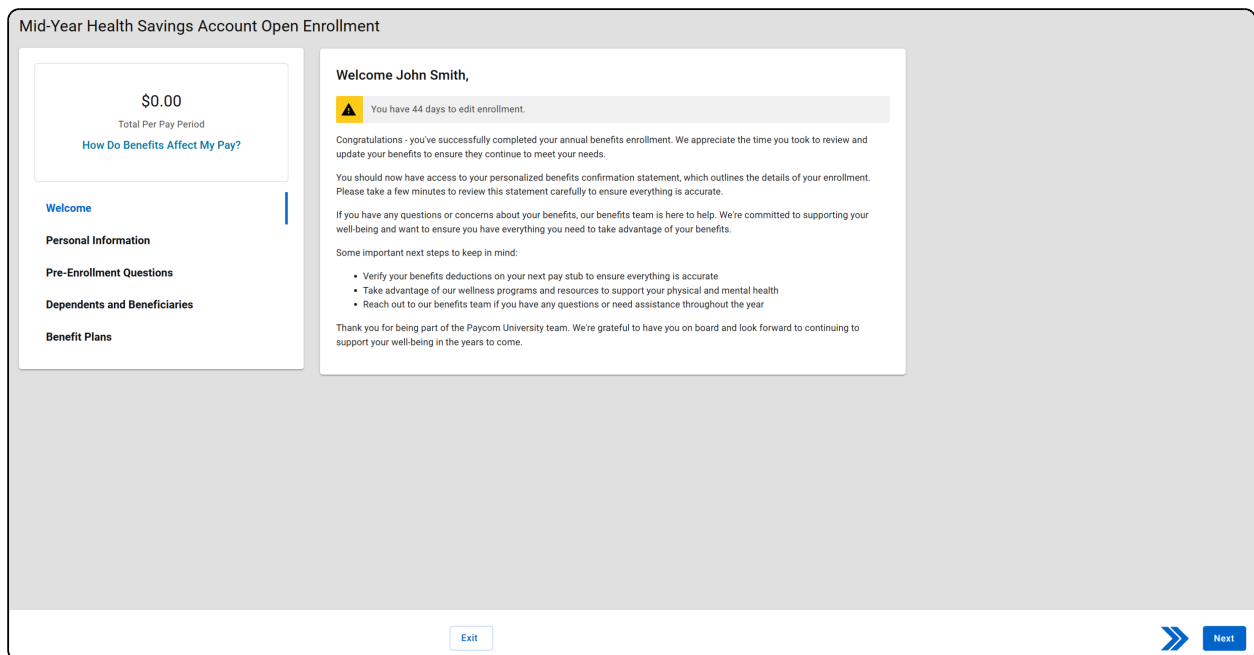 Mid-Year Health Savings Account Open Enrollment
$0.00
Total Per Pay Period
How Do Benefits Affect My Pay?
Welcome
Personal Information
Pre-Enrollment Questions
Dependents and Beneficiaries
Benefit Plans
Welcome John Smith,
You have 44 days to edit enrollment.
Congratulations - you've successfully completed your annual benefits enrollment. We appreciate the time you took to review and
update your benefits to ensure they continue to meet your needs.
You should now have access to your personalized benefits confirmation statement, which outlines the details of your enrollment.
Please take a few minutes to review this statement carefully to ensure everything is accurate.
If you have any questions or concerns about your benefits, our benefits team is here to help. We're committed to supporting your
well-being and want to ensure you have everything you need to take advantage of your benefits.
Some important next steps to keep in mind:
• Verify your benefits deductions on your next pay stub to ensure everything is accurate
• Take advantage of our wellness programs and resources to support your physical and mental health
• Reach out to our benefits team if you have any questions or need assistance throughout the year
Thank you for being part of the Paycom University team. We're grateful to have you on board and look forward to continuing to
support your well-being in the years to come.
Exit
Next